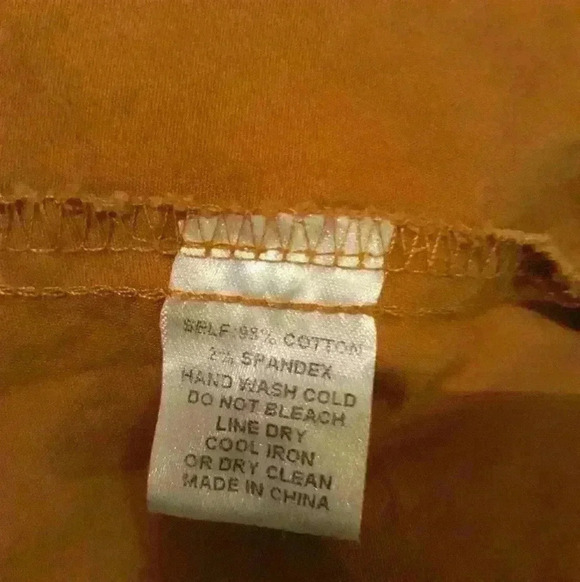 SELF:98% COTTON
2% SPANDEX
HAND WASH COLD
DO NOT BLEACH
LINE DRY
COOL IRON
OR DRY CLEAN
MADE IN CHINA